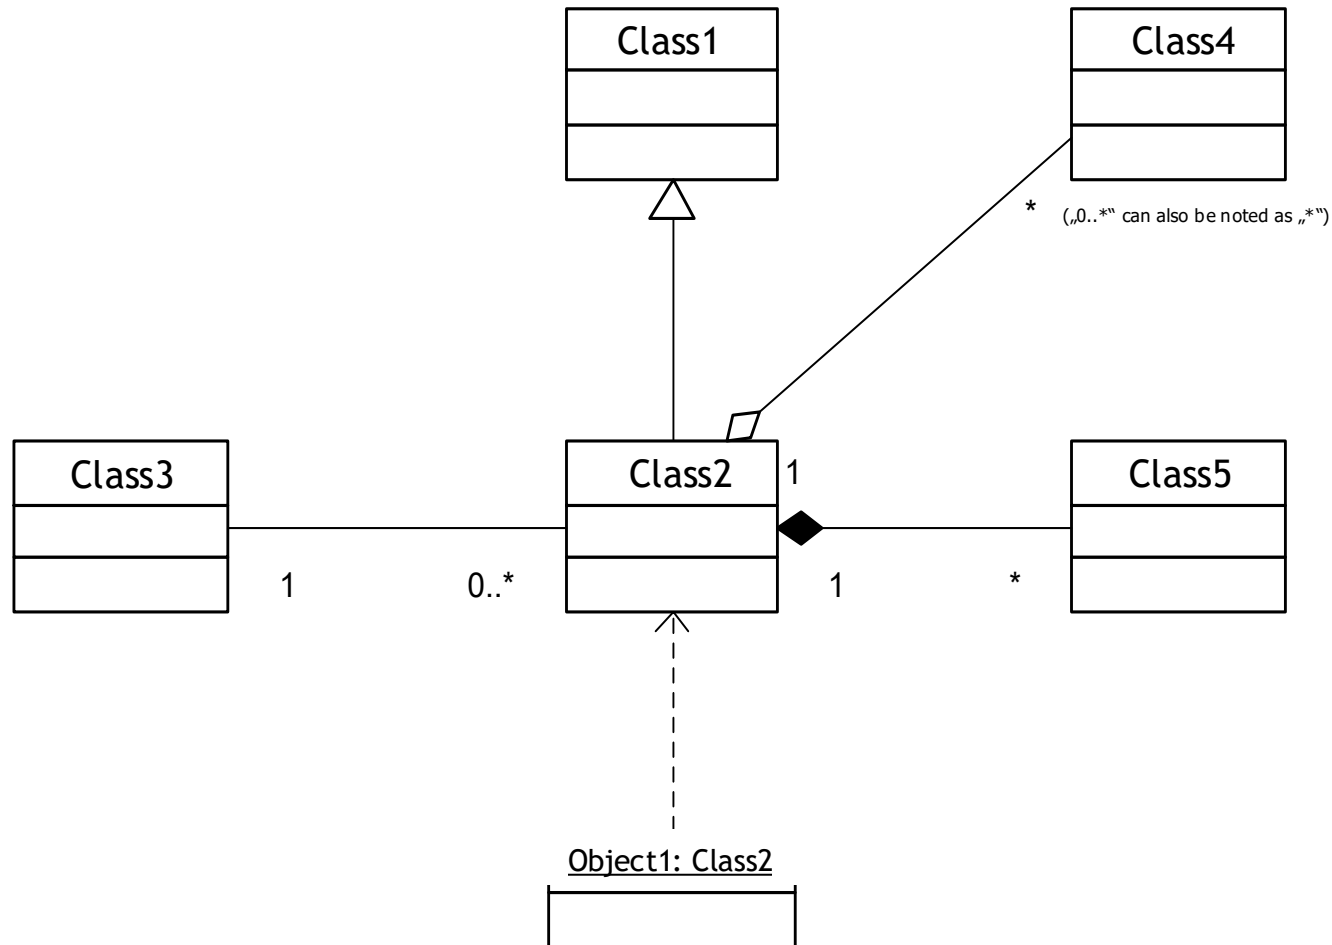 Class1
Class4
* („0..*“ can also be noted as „*“)
Class3
Class2
1
Class5
1
0..*
1
*
Object1: Class2